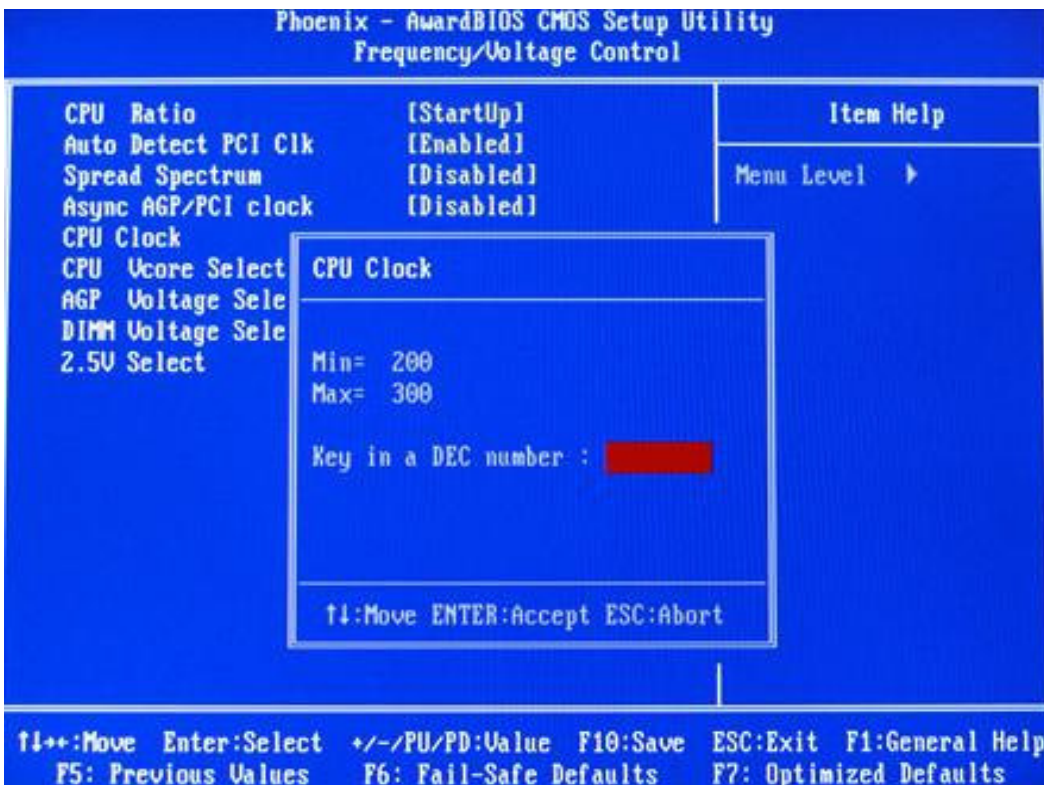 Phoenix - AwardBIOS CMOS Setup Utility
Frequency/Voltage Control
CPU Ratio [StartUp]
Auto Detect PCI Clk [Enabled]
Spread Spectrum [Disabled]
Async AGP/PCI clock [Disabled]
CPU Clock
CPU Vcore Select
AGP Voltage Sele
DIMM Voltage Sele
2.5V Select
Item Help
Menu Level ▸
CPU Clock
Min= 200
Max= 300
Key in a DEC number :
↑↓:Move ENTER:Accept ESC:Abort
↑↓→←:Move Enter:Select +/-/PU/PD:Value F10:Save ESC:Exit F1:General Help
F5: Previous Values F6: Fail-Safe Defaults F7: Optimized Defaults